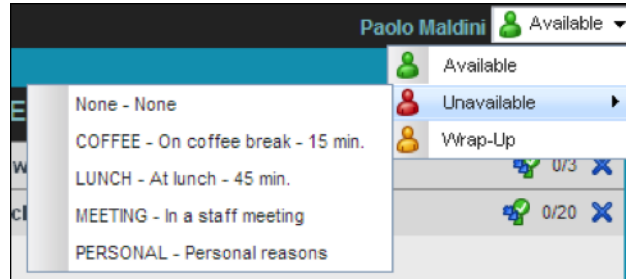 Paolo Maldini Available
Available
Unavailable
Wrap-Up
None - None
COFFEE - On coffee break - 15 min.
LUNCH - At lunch - 45 min.
MEETING - In a staff meeting
PERSONAL - Personal reasons
E
w
0/3
cl
0/20